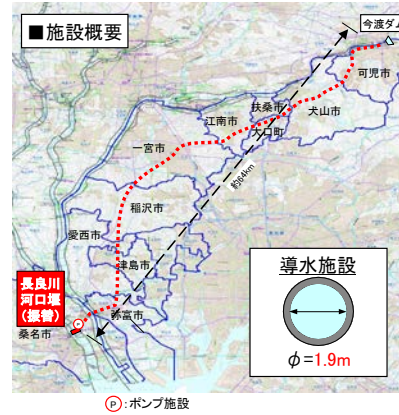 ■施設概要
今渡ダム
可児市
扶桑市
犬山市
江南市
大口町
一宮市
約64km
稲沢市
愛西市
津島市
長良川
河口堰
(振替)
弥富市
P
桑名市
導水施設
φ=1.9m
P:ポンプ施設